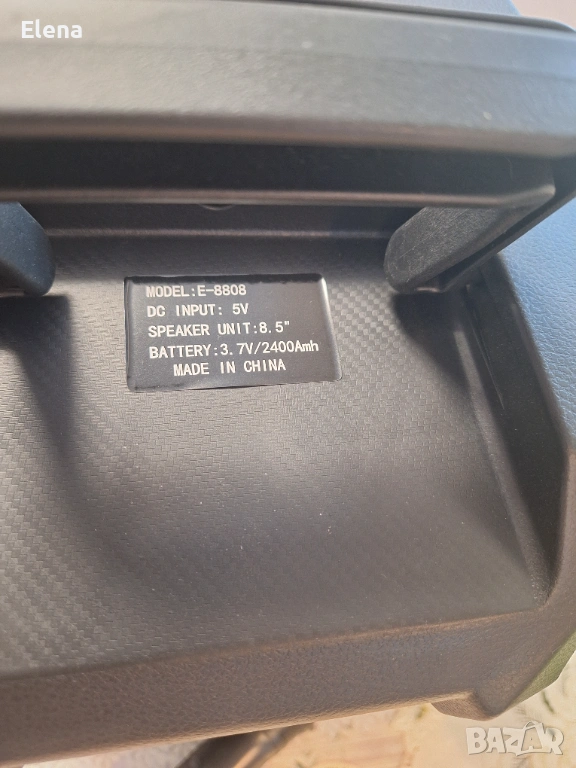 Elena
MODEL:E-8808
DC INPUT: 5V
SPEAKER UNIT:8.5"
BATTERY:3.7V/2400Amh
MADE IN CHINA
BAZAR